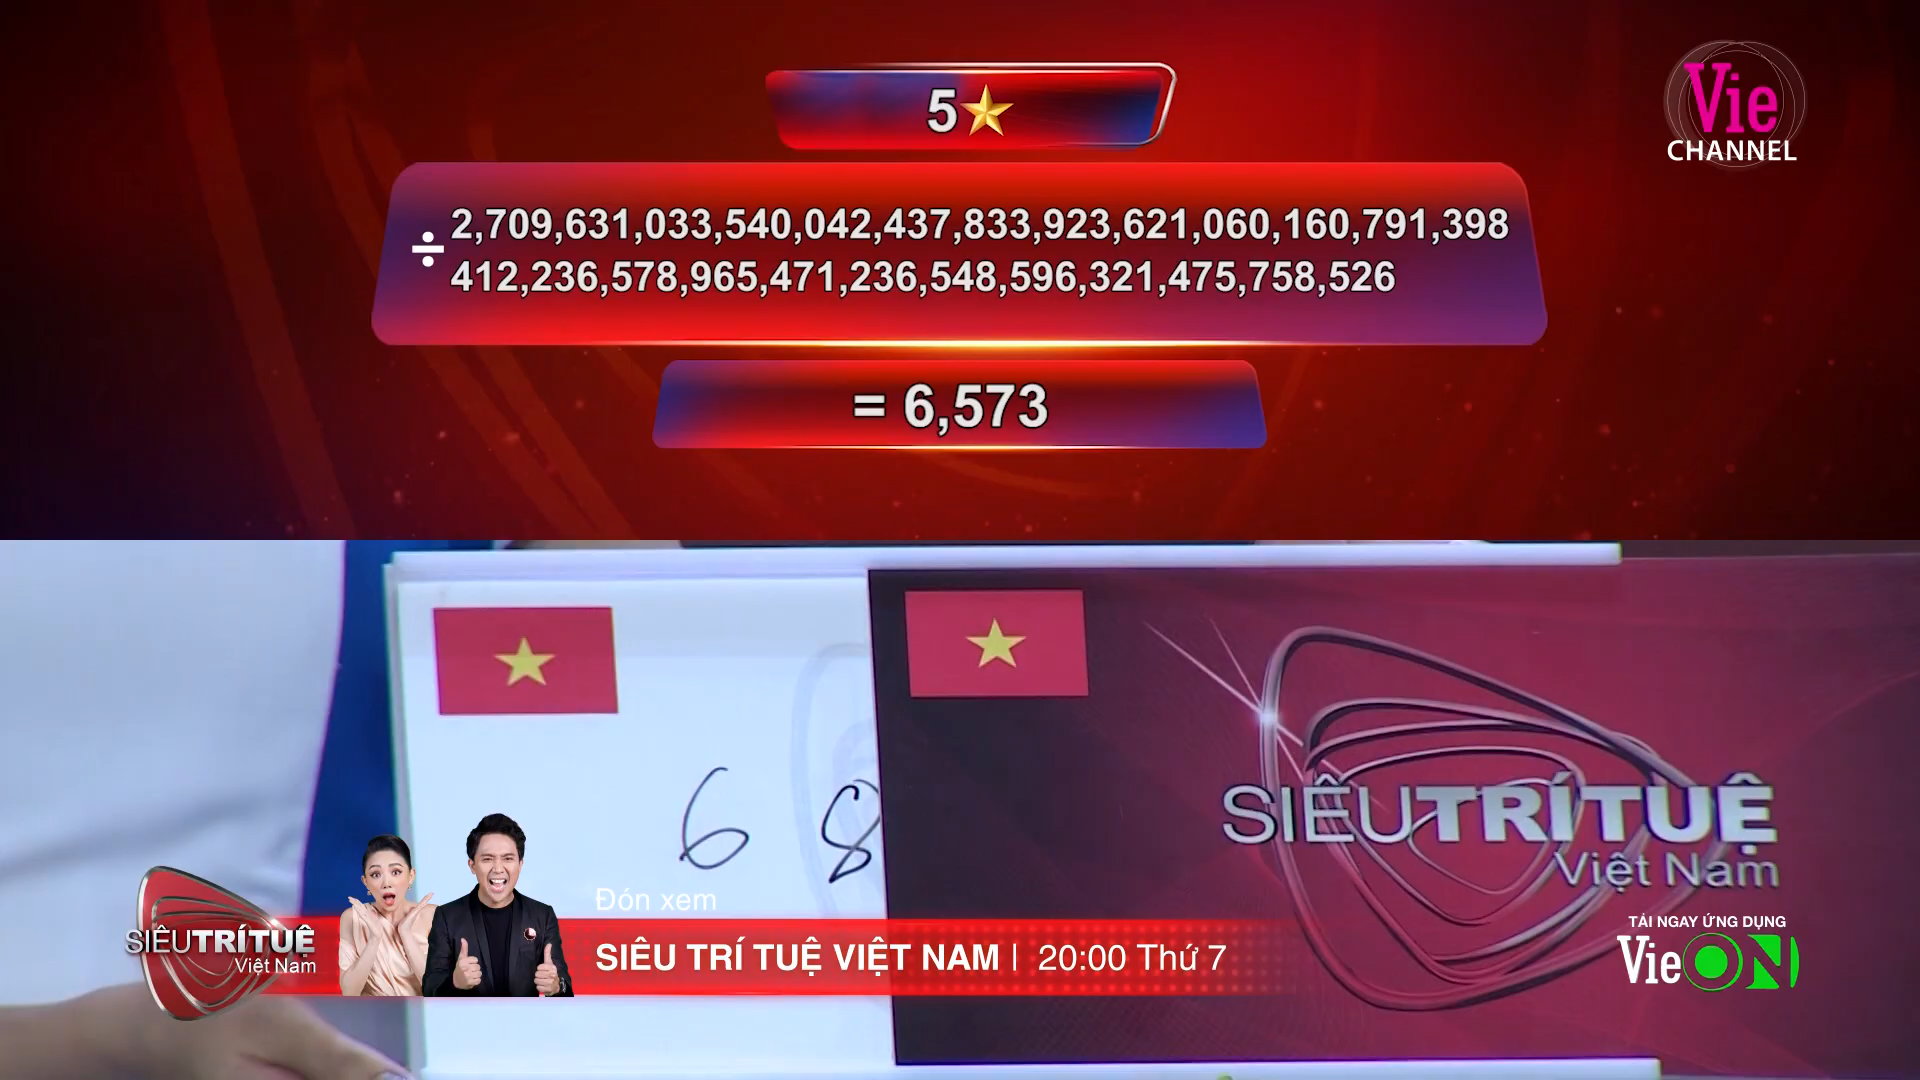 5
Vie
CHANNEL
÷ 2,709,631,033,540,042,437,833,923,621,060,160,791,398
412,236,578,965,471,236,548,596,321,475,758,526
= 6,573
6 8
SIÊU TRÍ TUỆ
Việt Nam
Đón xem
SIÊU TRÍ TUỆ VIỆT NAM | 20:00 Thứ 7
SIÊU TRÍ TUỆ
Việt Nam
TẢI NGAY ỨNG DỤNG
VieON